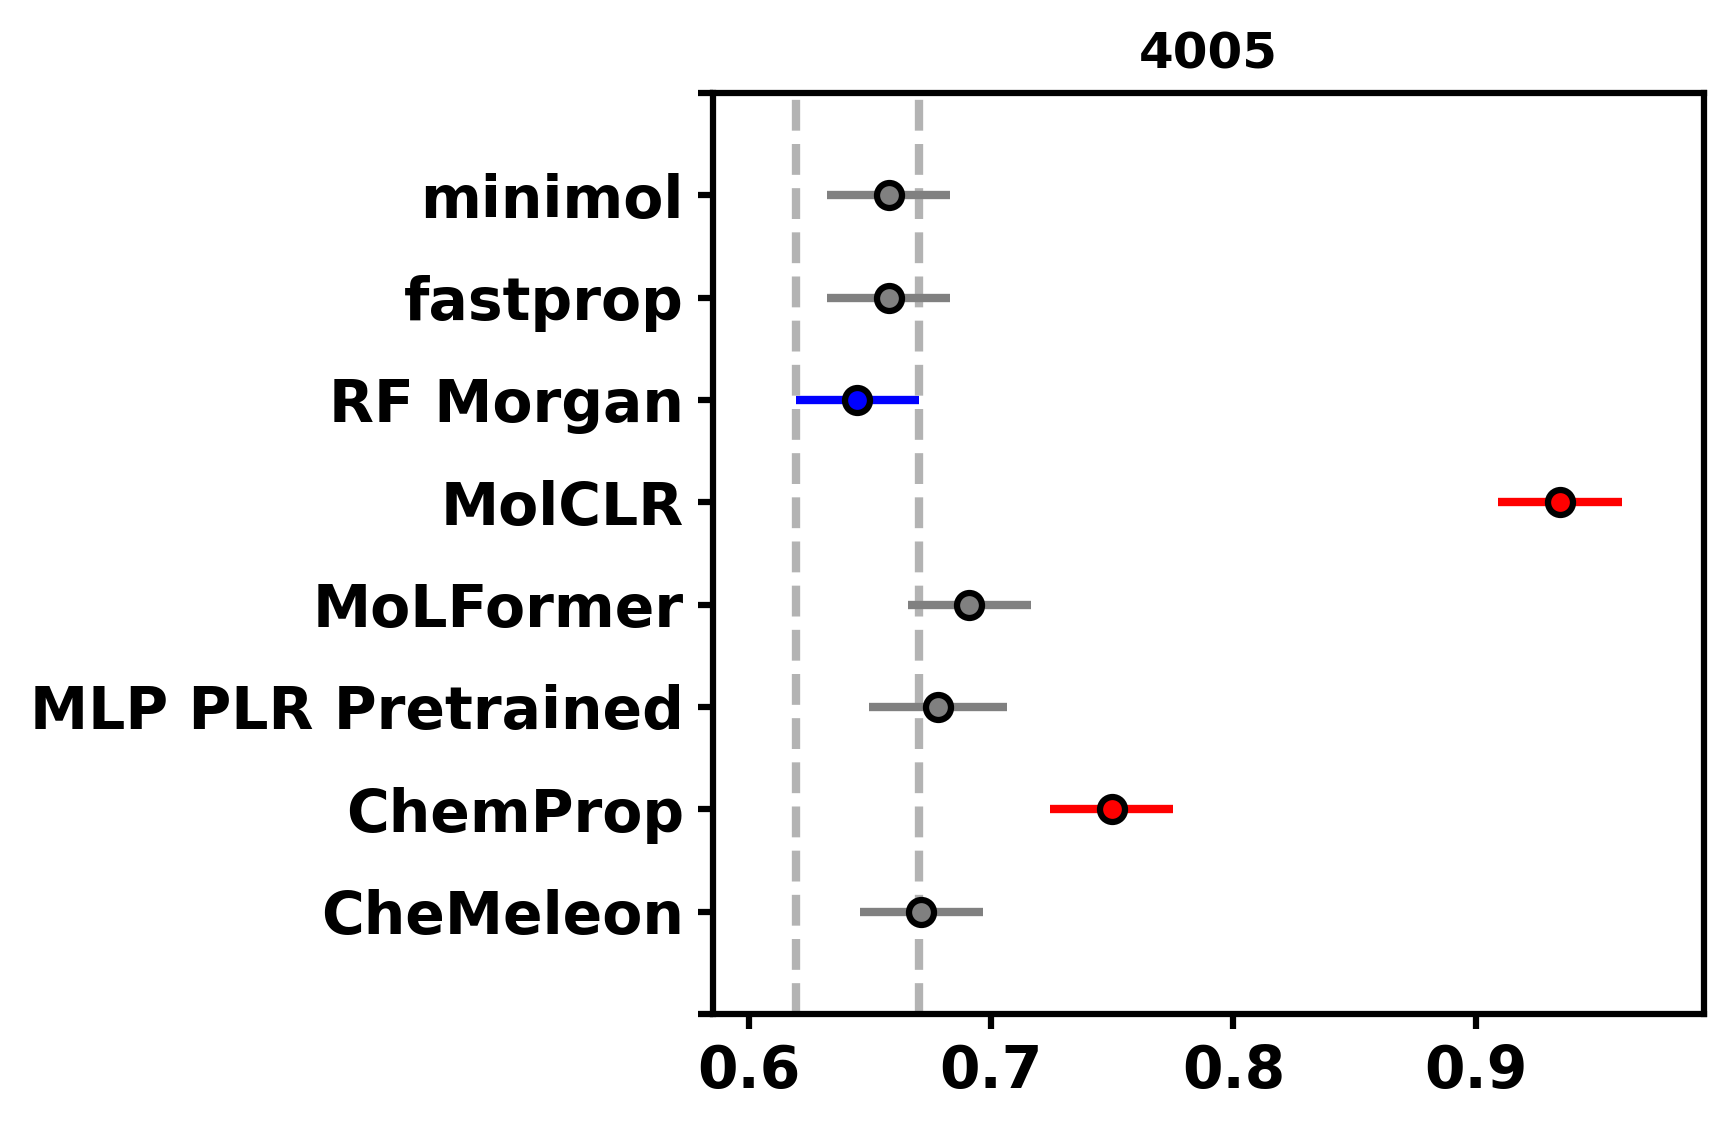 4005
minimol
fastprop
RF Morgan
MolCLR
MoLFormer
MLP PLR Pretrained
ChemProp
CheMeleon
0.6 0.7 0.8 0.9